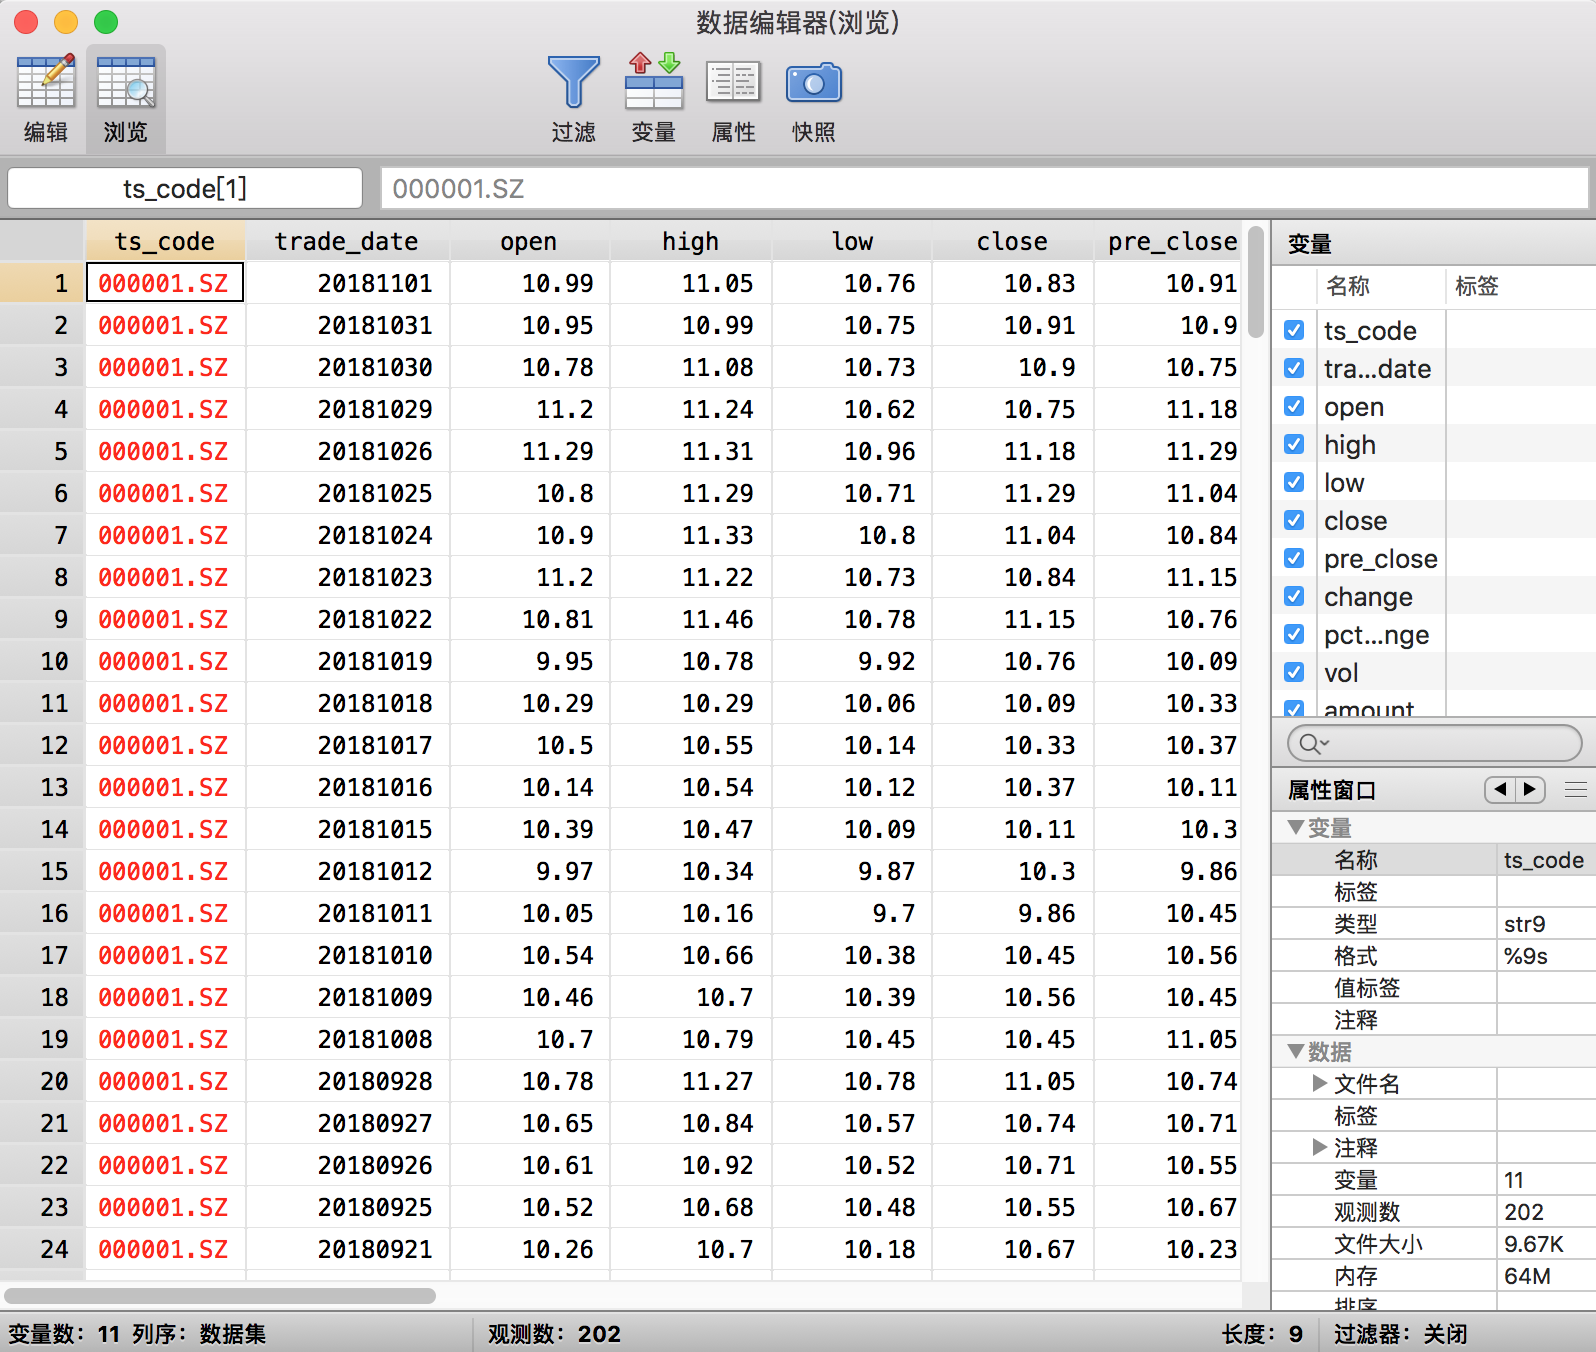 数据编辑器(浏览)
编辑 浏览 过滤 变量 属性 快照
ts_code[1] 000001.SZ
ts_code trade_date open high low close pre_close
1 000001.SZ 20181101 10.99 11.05 10.76 10.83 10.91
2 000001.SZ 20181031 10.95 10.99 10.75 10.91 10.9
3 000001.SZ 20181030 10.78 11.08 10.73 10.9 10.75
4 000001.SZ 20181029 11.2 11.24 10.62 10.75 11.18
5 000001.SZ 20181026 11.29 11.31 10.96 11.18 11.29
6 000001.SZ 20181025 10.8 11.29 10.71 11.29 11.04
7 000001.SZ 20181024 10.9 11.33 10.8 11.04 10.84
8 000001.SZ 20181023 11.2 11.22 10.73 10.84 11.15
9 000001.SZ 20181022 10.81 11.46 10.78 11.15 10.76
10 000001.SZ 20181019 9.95 10.78 9.92 10.76 10.09
11 000001.SZ 20181018 10.29 10.29 10.06 10.09 10.33
12 000001.SZ 20181017 10.5 10.55 10.14 10.33 10.37
13 000001.SZ 20181016 10.14 10.54 10.12 10.37 10.11
14 000001.SZ 20181015 10.39 10.47 10.09 10.11 10.3
15 000001.SZ 20181012 9.97 10.34 9.87 10.3 9.86
16 000001.SZ 20181011 10.05 10.16 9.7 9.86 10.45
17 000001.SZ 20181010 10.54 10.66 10.38 10.45 10.56
18 000001.SZ 20181009 10.46 10.7 10.39 10.56 10.45
19 000001.SZ 20181008 10.7 10.79 10.45 10.45 11.05
20 000001.SZ 20180928 10.78 11.27 10.78 11.05 10.74
21 000001.SZ 20180927 10.65 10.84 10.57 10.74 10.71
22 000001.SZ 20180926 10.61 10.92 10.52 10.71 10.55
23 000001.SZ 20180925 10.52 10.68 10.48 10.55 10.67
24 000001.SZ 20180921 10.26 10.7 10.18 10.67 10.23
变量
名称 标签
ts_code
tra...date
open
high
low
close
pre_close
change
pct...nge
vol
amount
属性窗口
变量
名称 ts_code
标签
类型 str9
格式 %9s
值标签
注释
数据
文件名
标签
注释
变量 11
观测数 202
文件大小 9.67K
内存 64M
排序
变量数: 11 列序: 数据集 观测数: 202 长度: 9 过滤器: 关闭